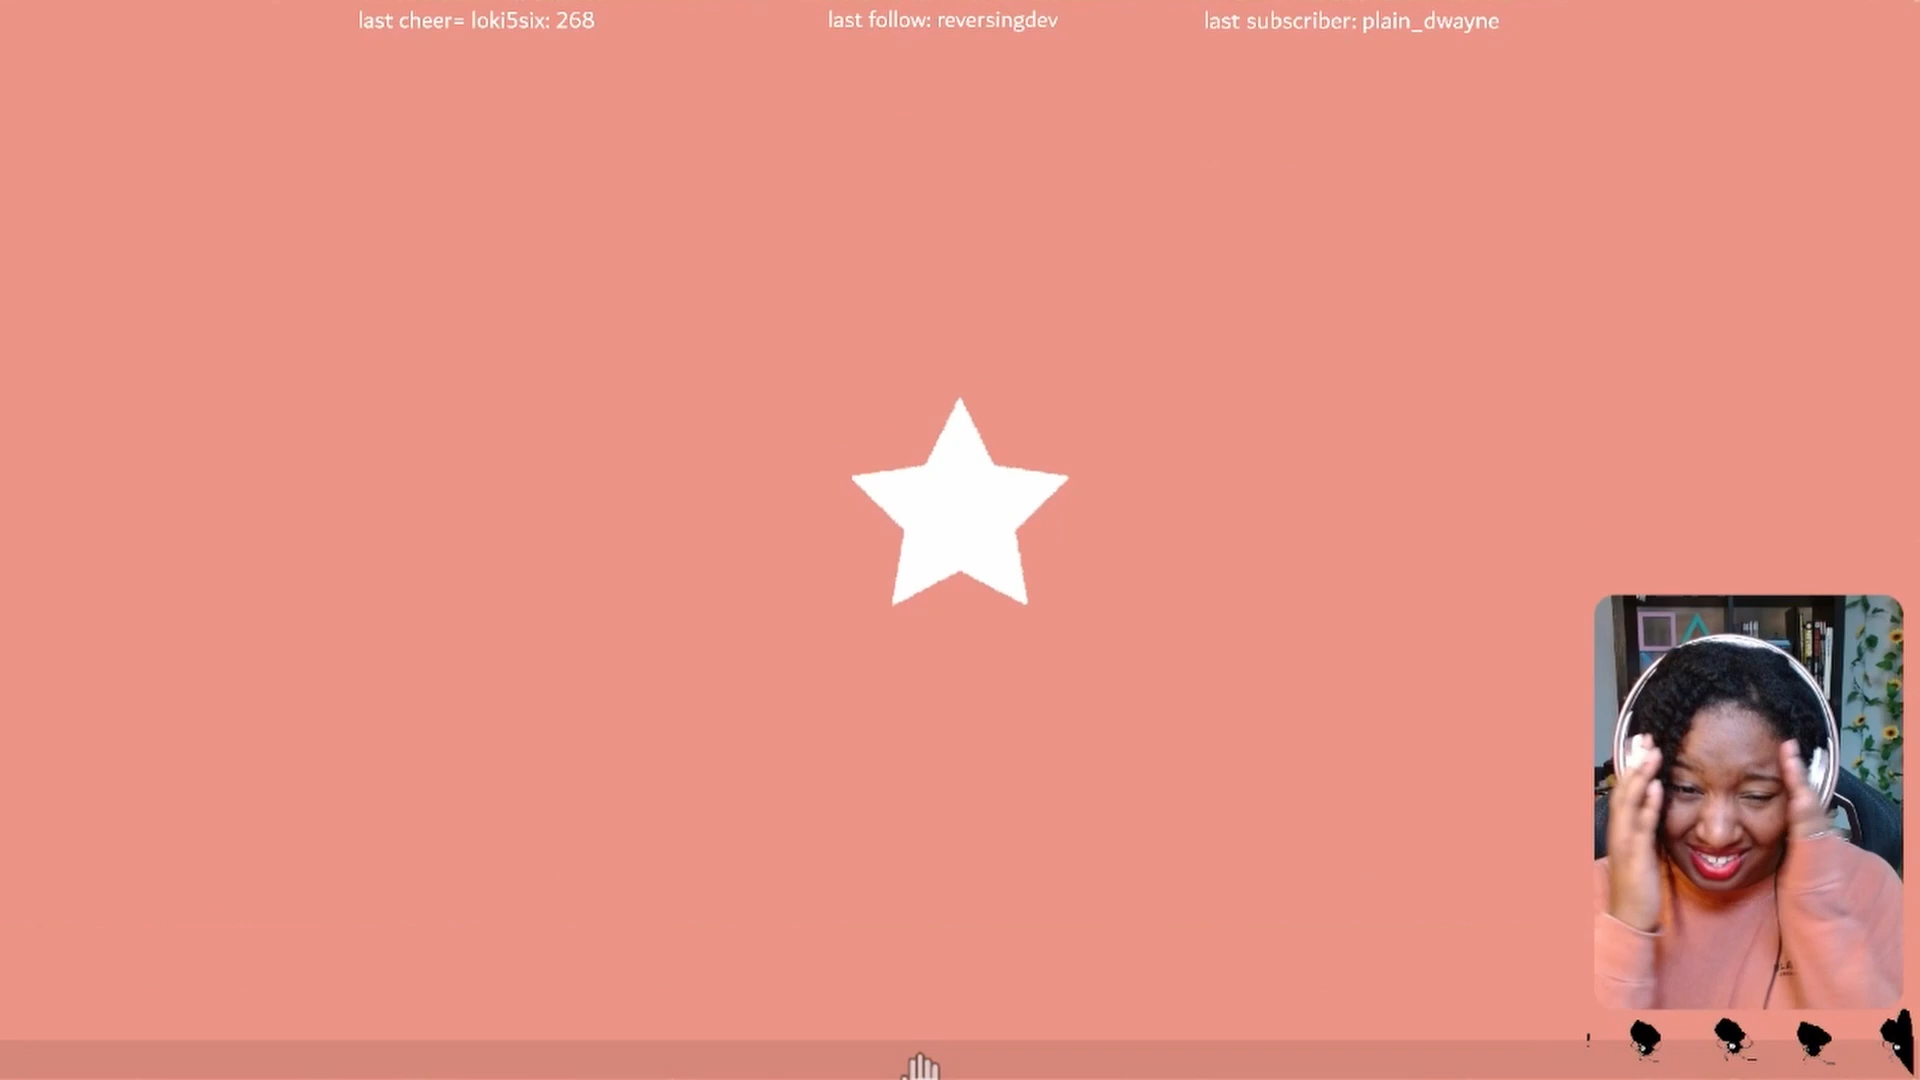 last cheer= loki5six: 268
last follow: reversingdev
last subscriber: plain_dwayne